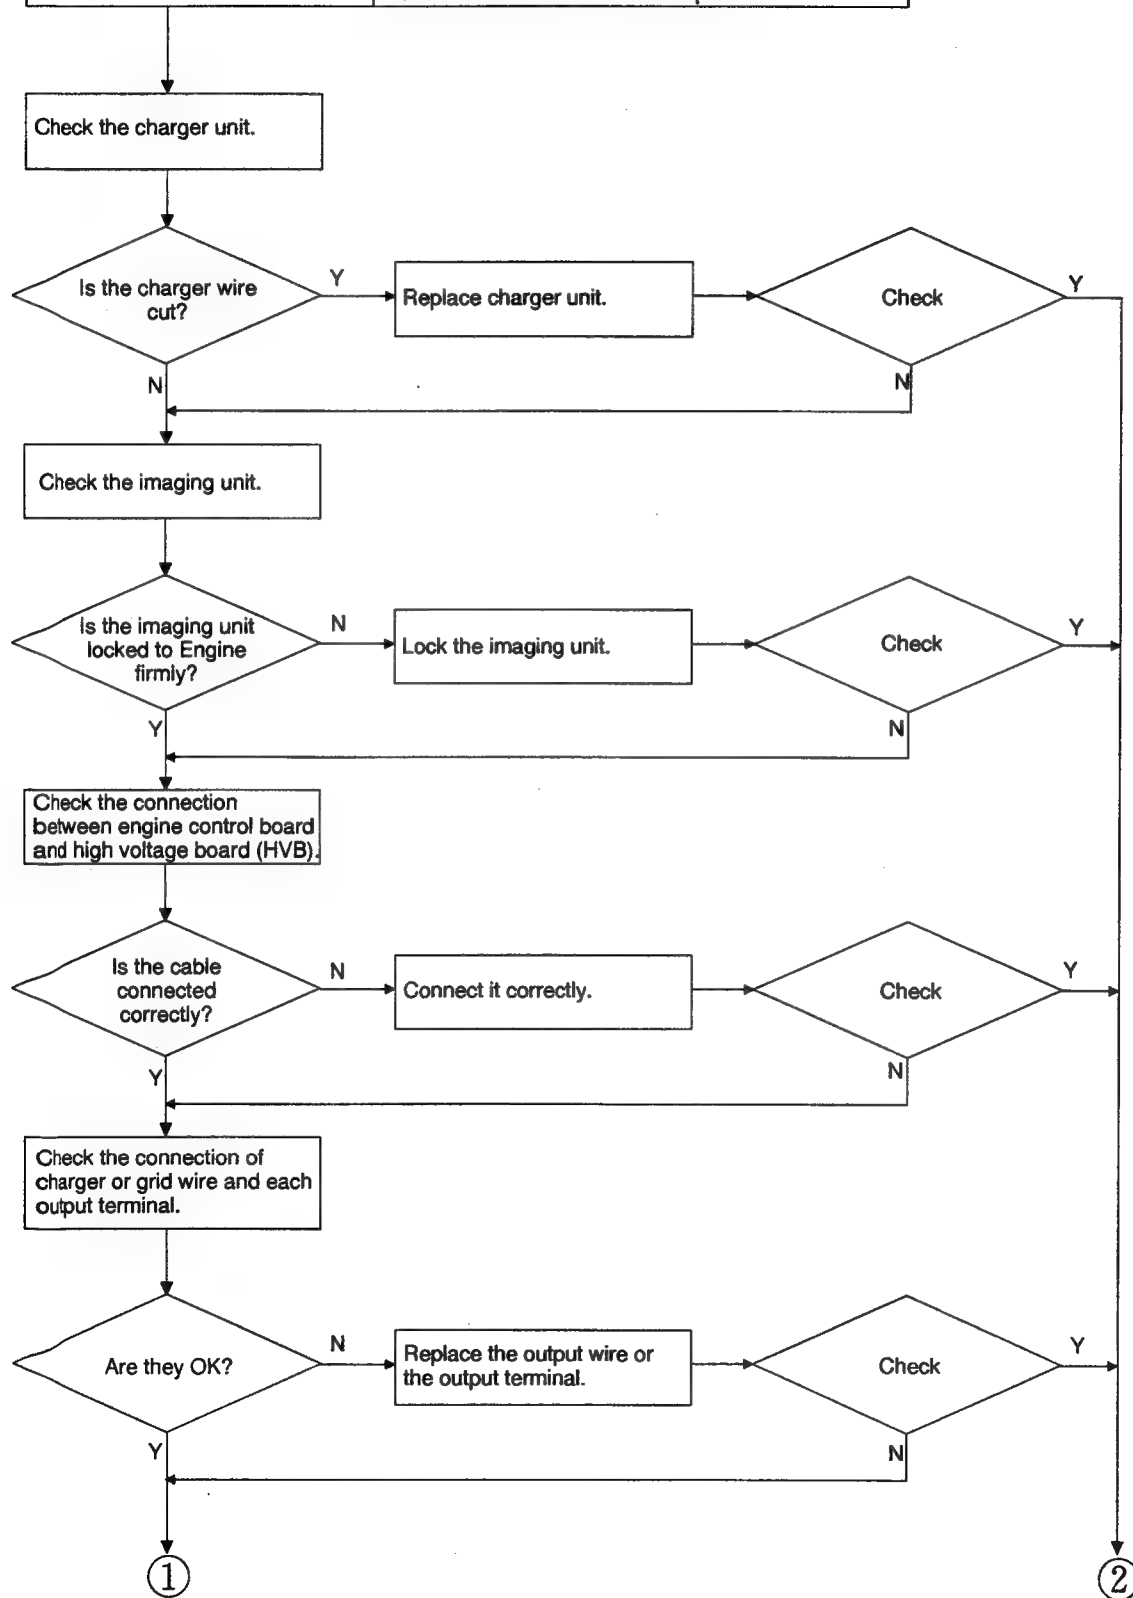 Check the charger unit.
Is the charger wire
cut?
Y
Replace charger unit.
Check
Y
N
N
Check the imaging unit.
Is the imaging unit
locked to Engine
firmly?
N
Lock the imaging unit.
Check
Y
Y
N
Check the connection
between engine control board
and high voltage board (HVB).
Is the cable
connected
correctly?
N
Connect it correctly.
Check
Y
Y
N
Check the connection of
charger or grid wire and each
output terminal.
Are they OK?
N
Replace the output wire or
the output terminal.
Check
Y
Y
N
1
2